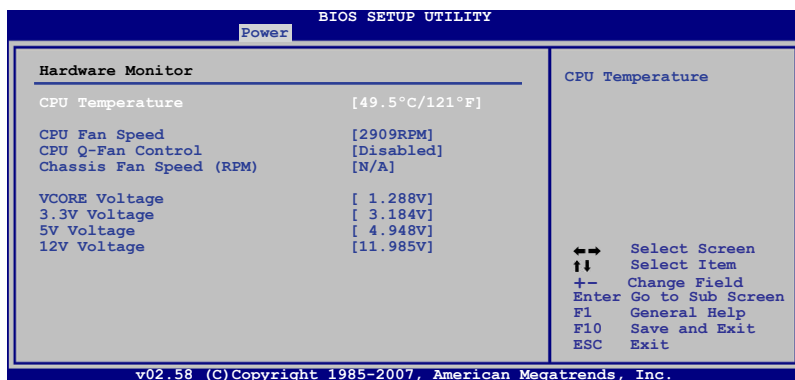 BIOS SETUP UTILITY
Power
Hardware Monitor
CPU Temperature [49.5°C/121°F]
CPU Fan Speed [2909RPM]
CPU Q-Fan Control [Disabled]
Chassis Fan Speed (RPM) [N/A]
VCORE Voltage [ 1.288V]
3.3V Voltage [ 3.184V]
5V Voltage [ 4.948V]
12V Voltage [11.985V]
CPU Temperature
←→ Select Screen
↑↓ Select Item
+- Change Field
Enter Go to Sub Screen
F1 General Help
F10 Save and Exit
ESC Exit
v02.58 (C)Copyright 1985-2007, American Megatrends, Inc.